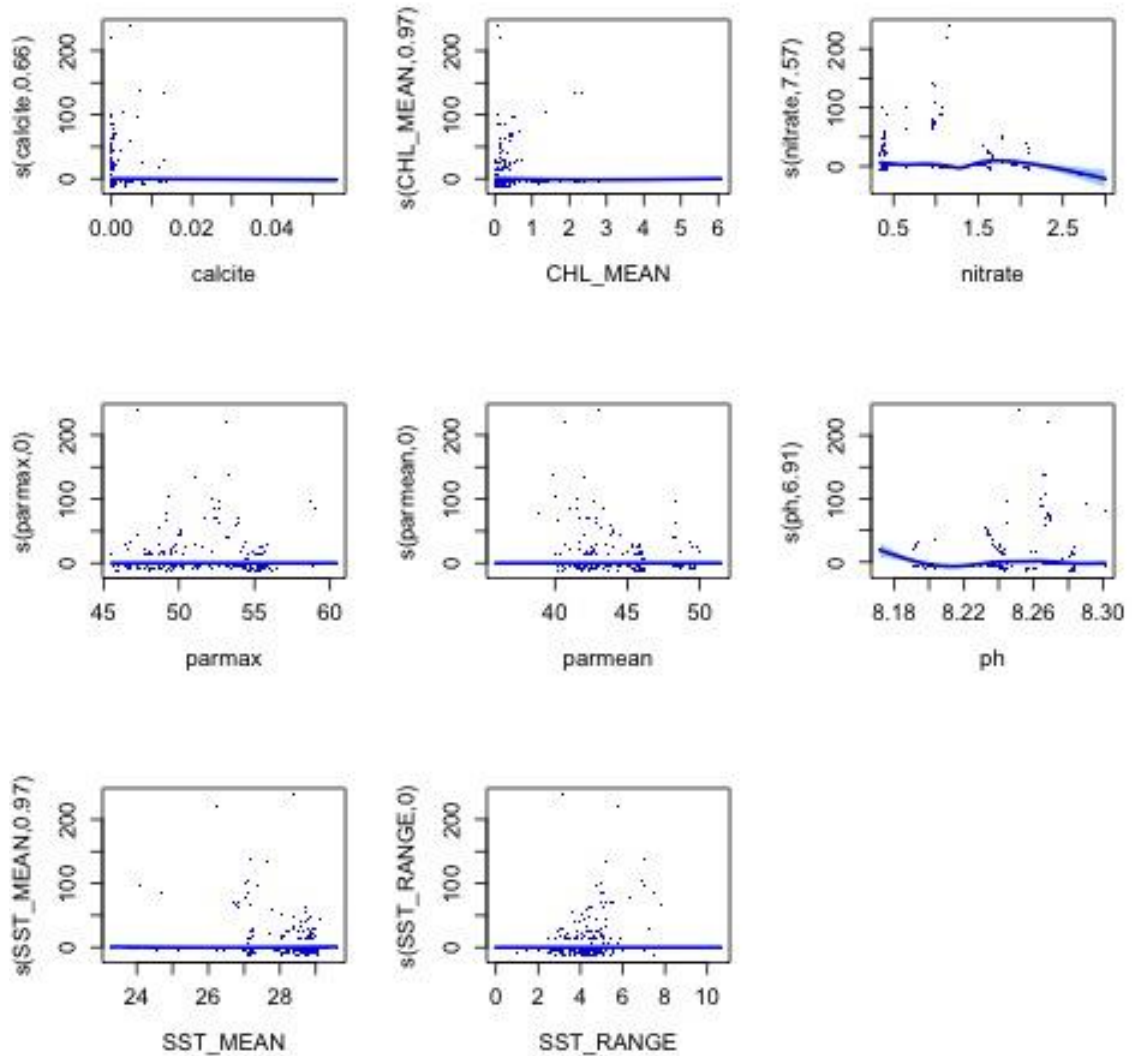 s(calcite,0.66)
0 100 200
0.00 0.02 0.04
calcite
s(CHL_MEAN,0.97)
0 100 200
0 1 2 3 4 5 6
CHL_MEAN
s(nitrate,7.57)
0 100 200
0.5 1.5 2.5
nitrate
s(parmax,0)
0 100 200
45 50 55 60
parmax
s(parmean,0)
0 100 200
40 45 50
parmean
s(ph,6.91)
0 100 200
8.18 8.22 8.26 8.30
ph
s(SST_MEAN,0.97)
0 100 200
24 26 28
SST_MEAN
s(SST_RANGE,0)
0 100 200
0 2 4 6 8 10
SST_RANGE